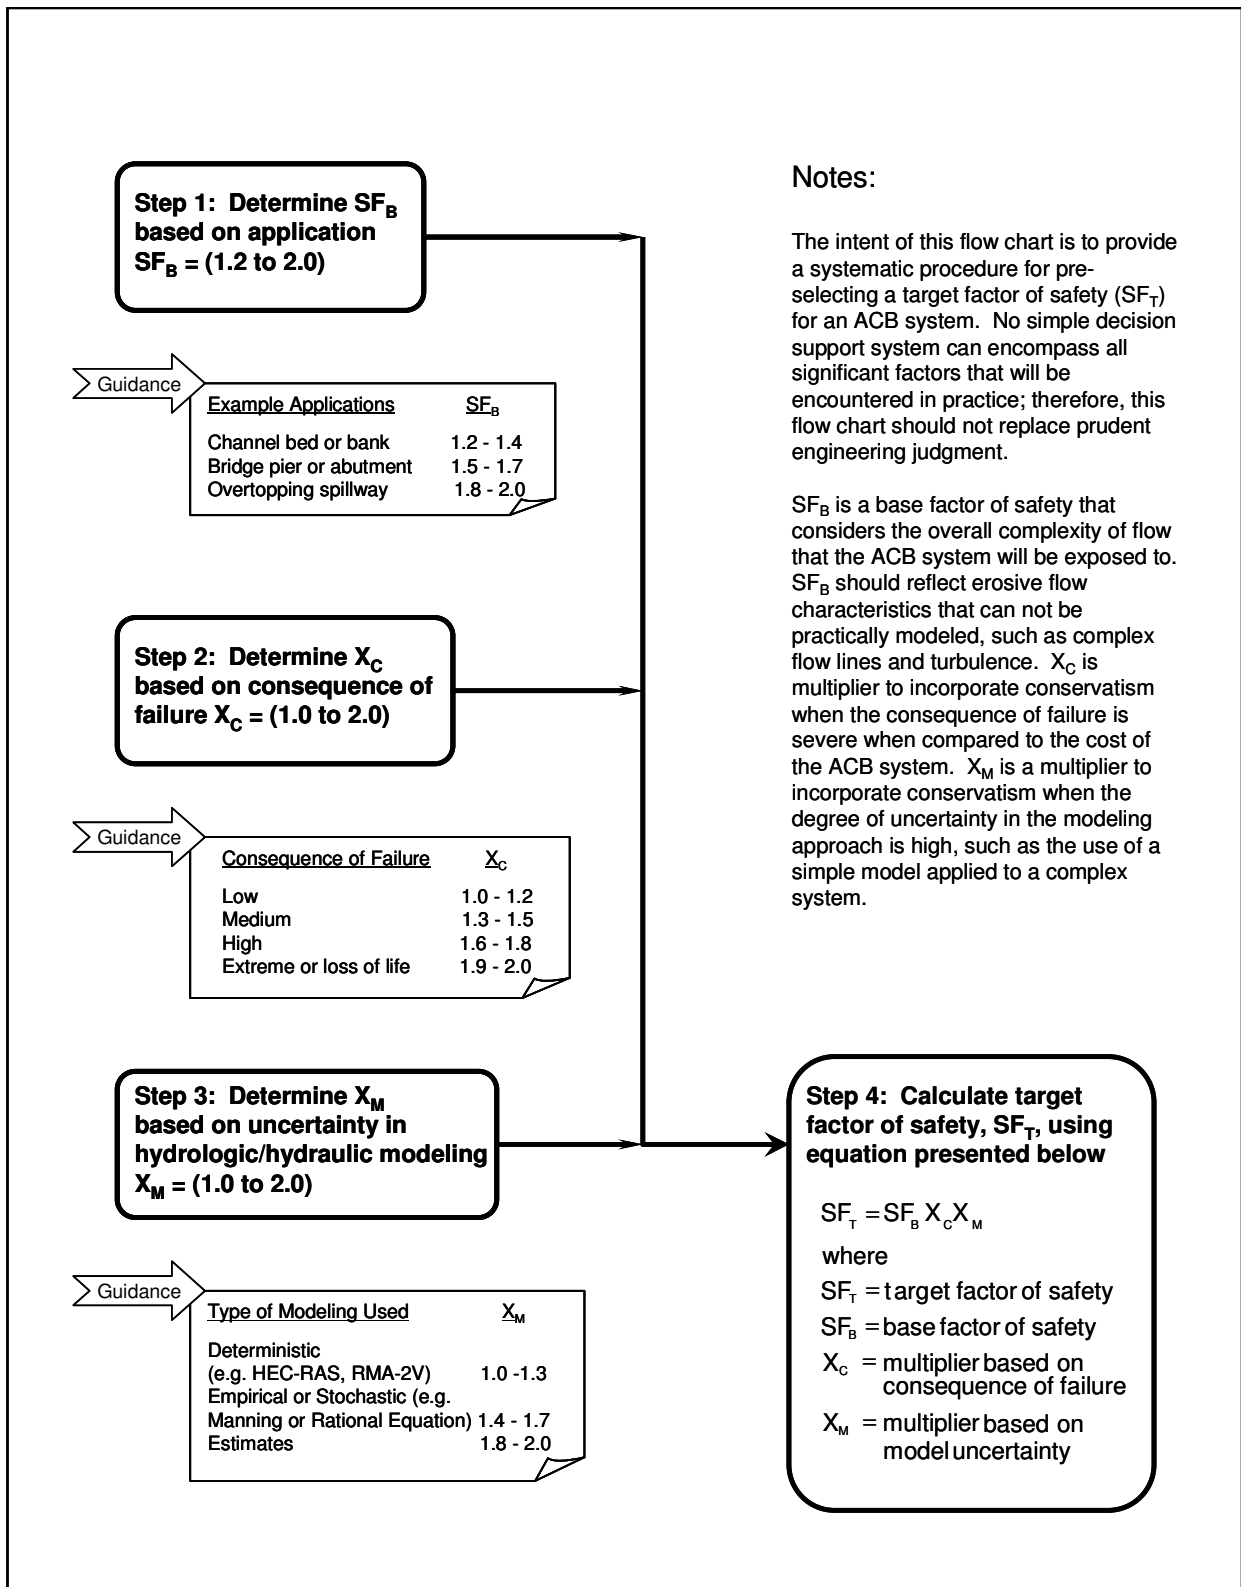 Step 1: Determine SFB
based on application
SFB = (1.2 to 2.0)
Guidance
Example Applications SFB
Channel bed or bank 1.2 - 1.4
Bridge pier or abutment 1.5 - 1.7
Overtopping spillway 1.8 - 2.0
Step 2: Determine XC
based on consequence of
failure XC = (1.0 to 2.0)
Guidance
Consequence of Failure XC
Low 1.0 - 1.2
Medium 1.3 - 1.5
High 1.6 - 1.8
Extreme or loss of life 1.9 - 2.0
Step 3: Determine XM
based on uncertainty in
hydrologic/hydraulic modeling
XM = (1.0 to 2.0)
Guidance
Type of Modeling Used XM
Deterministic
(e.g. HEC-RAS, RMA-2V) 1.0 -1.3
Empirical or Stochastic (e.g.
Manning or Rational Equation) 1.4 - 1.7
Estimates 1.8 - 2.0
Notes:
The intent of this flow chart is to provide
a systematic procedure for pre-
selecting a target factor of safety (SFT)
for an ACB system. No simple decision
support system can encompass all
significant factors that will be
encountered in practice; therefore, this
flow chart should not replace prudent
engineering judgment.
SFB is a base factor of safety that
considers the overall complexity of flow
that the ACB system will be exposed to.
SFB should reflect erosive flow
characteristics that can not be
practically modeled, such as complex
flow lines and turbulence. XC is
multiplier to incorporate conservatism
when the consequence of failure is
severe when compared to the cost of
the ACB system. XM is a multiplier to
incorporate conservatism when the
degree of uncertainty in the modeling
approach is high, such as the use of a
simple model applied to a complex
system.
Step 4: Calculate target
factor of safety, SFT, using
equation presented below
SFT = SFB XC XM
where
SFT = target factor of safety
SFB = base factor of safety
XC = multiplier based on
consequence of failure
XM = multiplier based on
model uncertainty